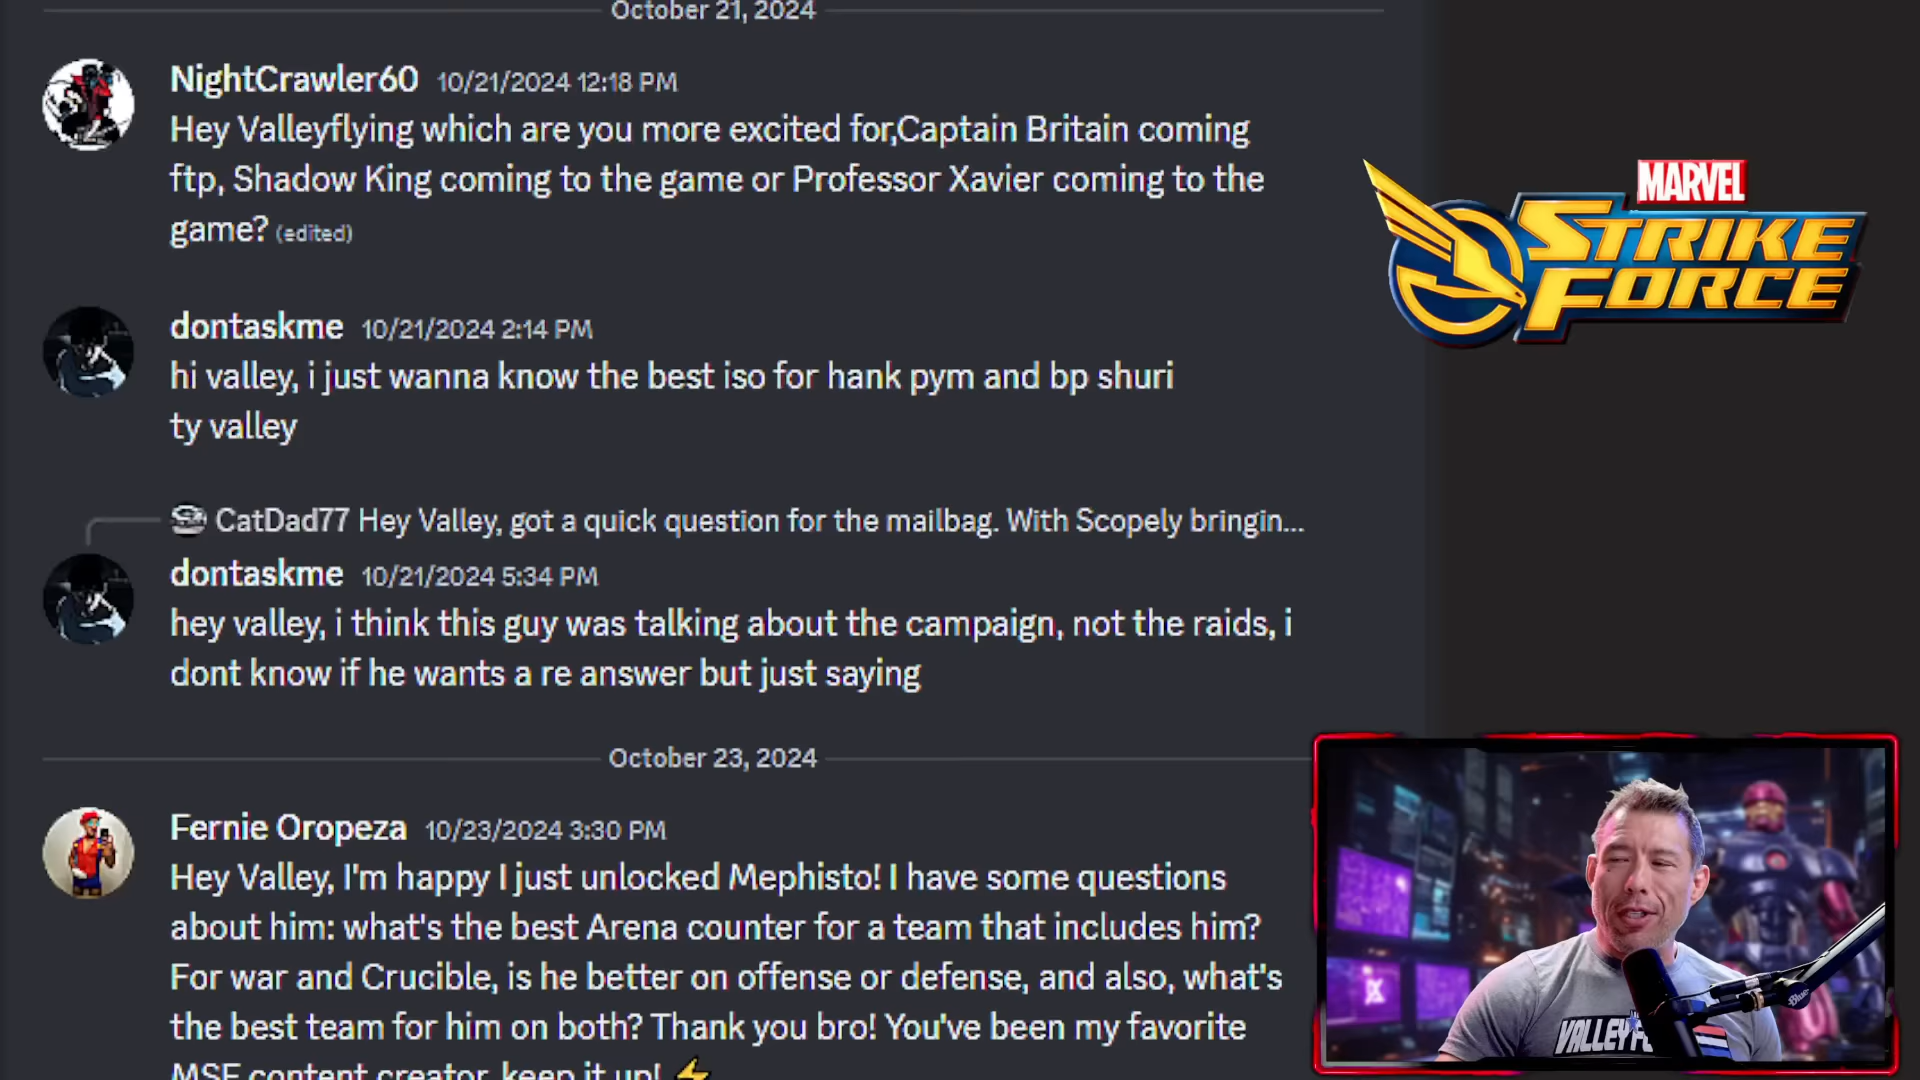 October 21, 2024
NightCrawler60 10/21/2024 12:18 PM
Hey Valleyflying which are you more excited for,Captain Britain coming
ftp, Shadow King coming to the game or Professor Xavier coming to the
game? (edited)
dontaskme 10/21/2024 2:14 PM
hi valley, i just wanna know the best iso for hank pym and bp shuri
ty valley
CatDad77 Hey Valley, got a quick question for the mailbag. With Scopely bringin...
dontaskme 10/21/2024 5:34 PM
hey valley, i think this guy was talking about the campaign, not the raids, i
dont know if he wants a re answer but just saying
October 23, 2024
Fernie Oropeza 10/23/2024 3:30 PM
Hey Valley, I'm happy I just unlocked Mephisto! I have some questions
about him: what's the best Arena counter for a team that includes him?
For war and Crucible, is he better on offense or defense, and also, what's
the best team for him on both? Thank you bro! You've been my favorite
MSF content creator, keep it up! ⚡
MARVEL
STRIKE
FORCE
Blue